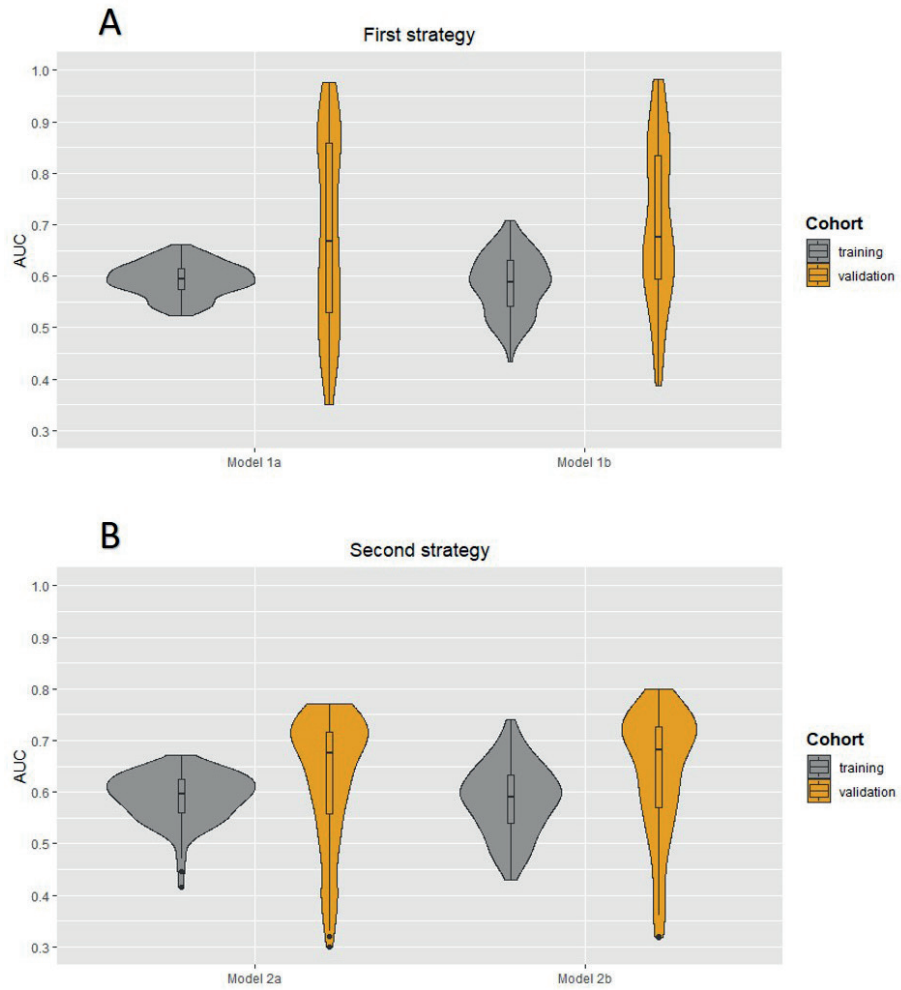 A
First strategy
AUC
1.0
0.9
0.8
0.7
0.6
0.5
0.4
0.3
Model 1a
Model 1b
Cohort
training
validation
B
Second strategy
AUC
1.0
0.9
0.8
0.7
0.6
0.5
0.4
0.3
Model 2a
Model 2b
Cohort
training
validation